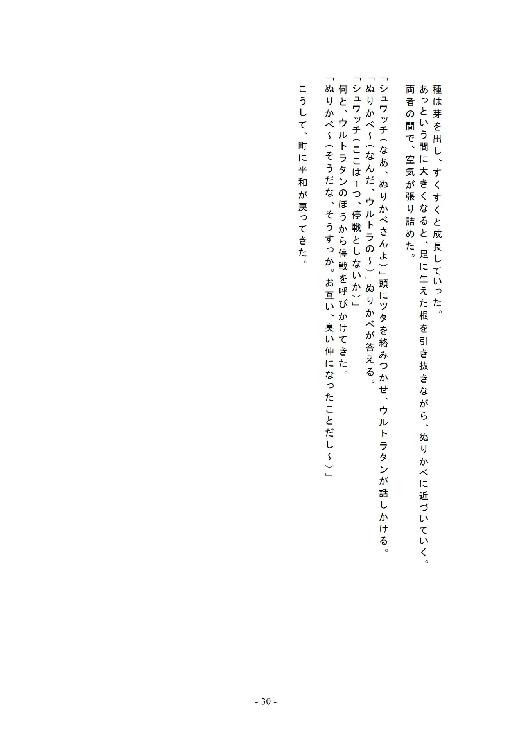 種は芽を出し、すくすくと成長していった。
あっという間に大きくなると、足に生えた根を引き抜きながら、ぬりかべに近づいていく。
両者の間で、空気が張り詰めた。
「シュワッチ(なあ、ぬりかべさんよ)」頭にツタを絡みつかせ、ウルトラタンが話しかける。
「ぬりかべ~(なんだ、ウルトラの~)」ぬりかべが答える。
「シュワッチ(ここは1つ、停戦としないか)」
何と、ウルトラタンのほうから停戦を呼びかけてきた。
「ぬりかべ~(そうだな、そうすっか。お互い、臭い仲になったことだし~)」
こうして、町に平和が戻ってきた。
- 30 -